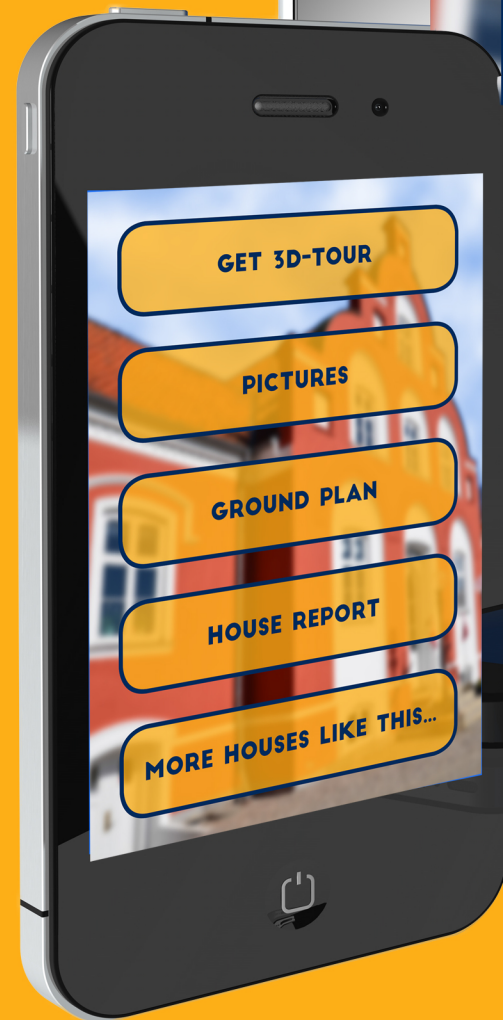 GET 3D-TOUR
PICTURES
GROUND PLAN
HOUSE REPORT
MORE HOUSES LIKE THIS...